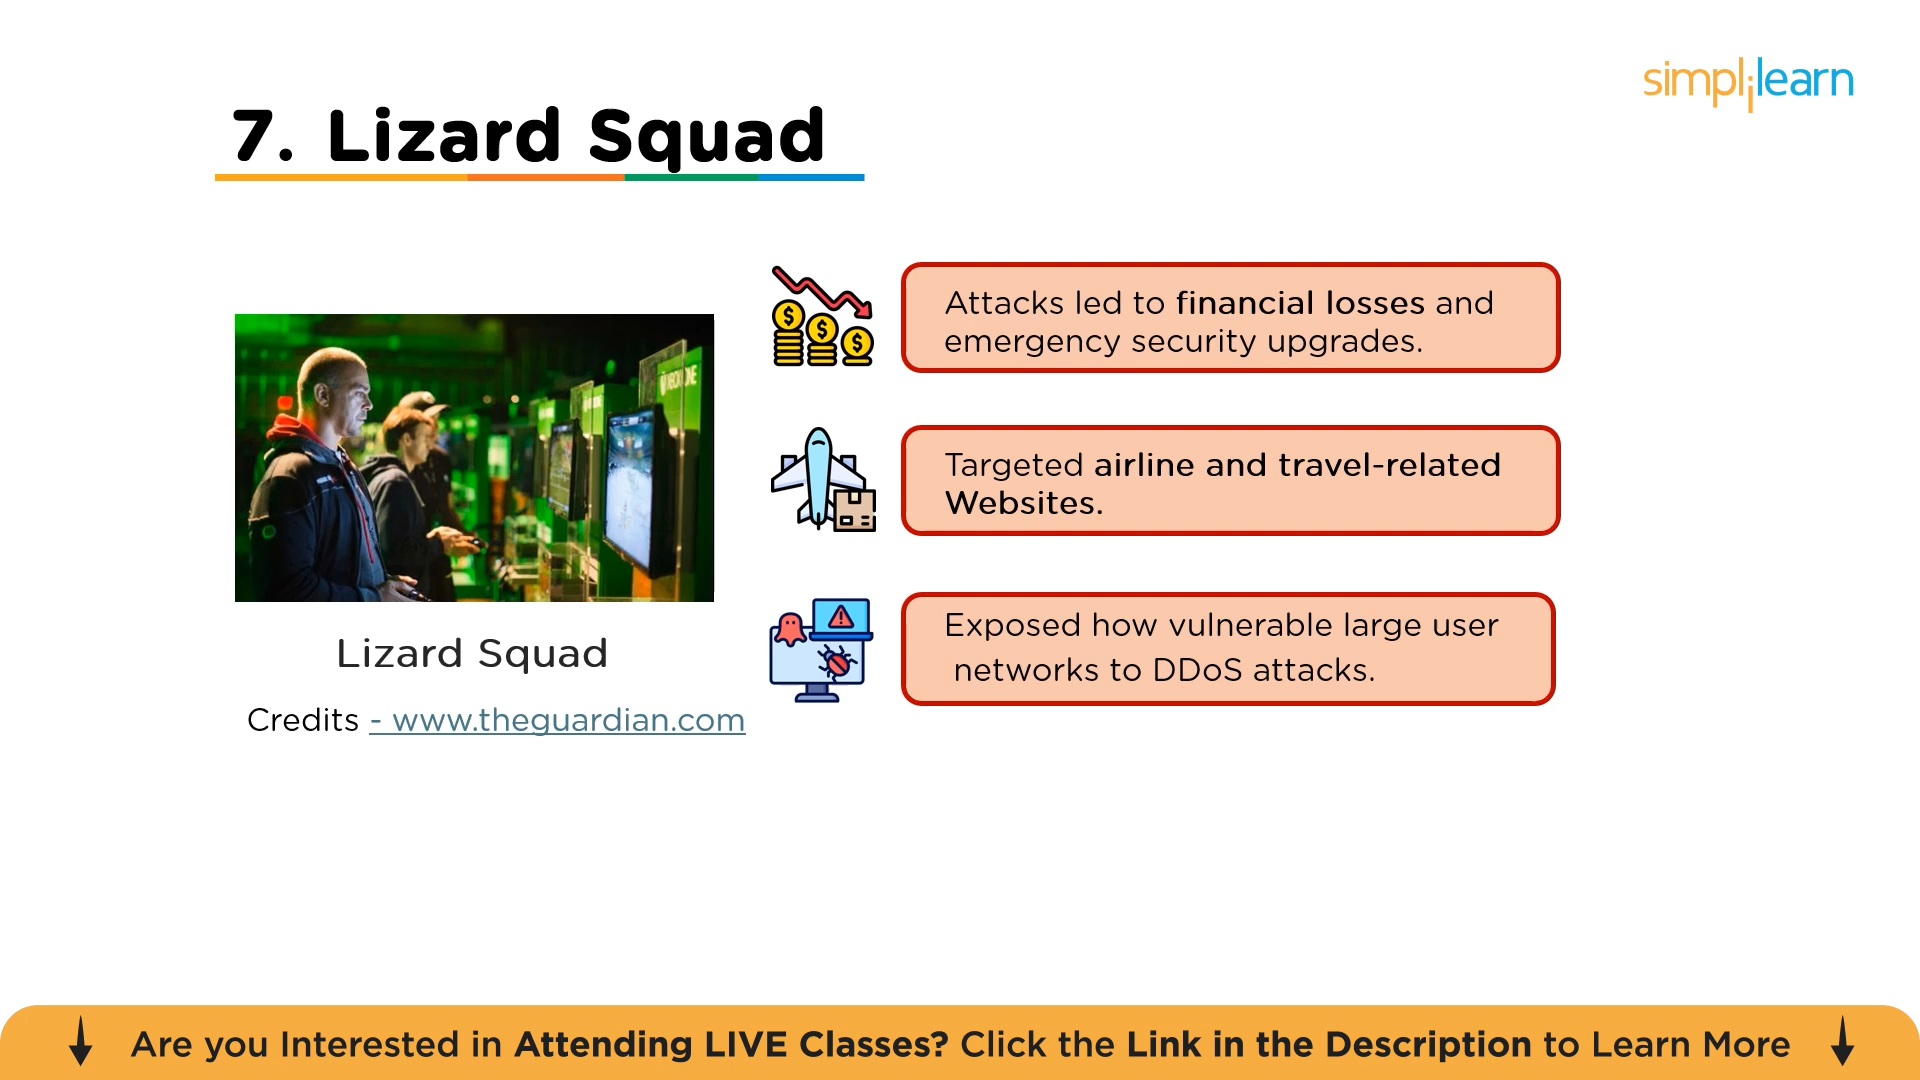 simplilearn
7. Lizard Squad
Attacks led to financial losses and
emergency security upgrades.
XBOX ONE
Targeted airline and travel-related
Websites.
Exposed how vulnerable large user
networks to DDoS attacks.
Lizard Squad
Credits - www.theguardian.com
Are you Interested in Attending LIVE Classes? Click the Link in the Description to Learn More